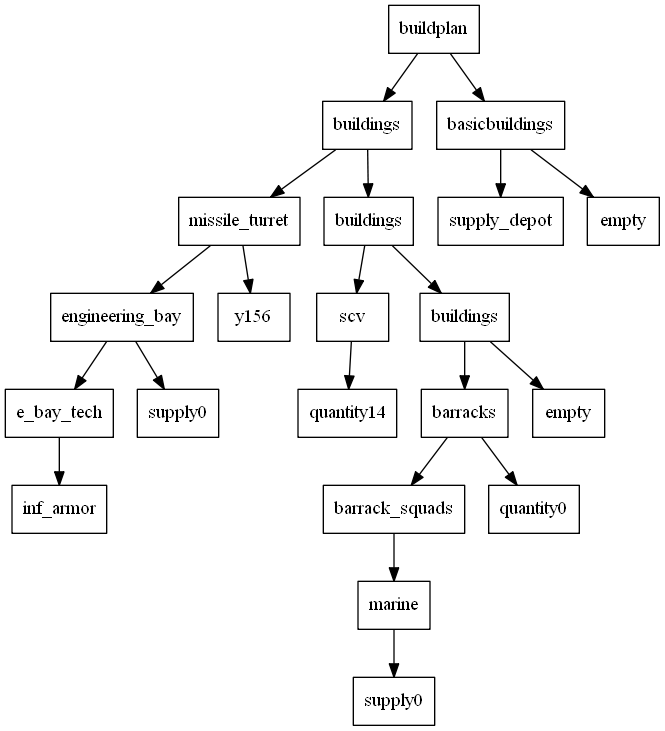 buildplan
buildings
basicbuildings
missile_turret
buildings
supply_depot
empty
engineering_bay
y156
scv
buildings
e_bay_tech
supply0
quantity14
barracks
empty
inf_armor
barrack_squads
quantity0
marine
supply0